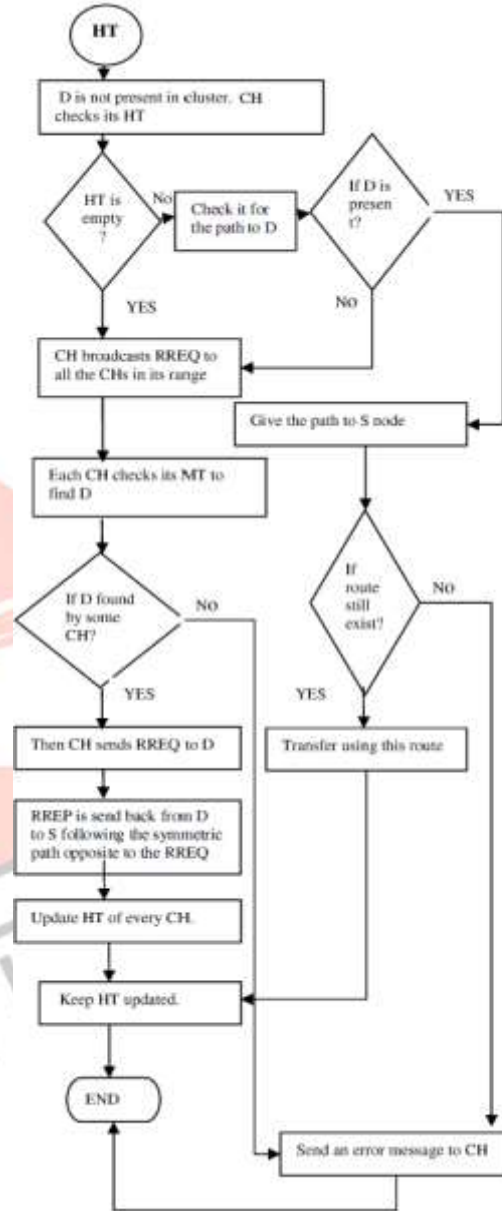 HT
D is not present in cluster. CH
checks its HT
HT is
empty
?
No
Check it for
the path to D
If D is
presen
t?
YES
YES
NO
CH broadcasts RREQ to
all the CHs in its range
Give the path to S node
Each CH checks its MT to
find D
If D found
by some
CH?
NO
If
route
still
exist?
NO
YES
YES
Then CH sends RREQ to D
Transfer using this route
RREP is send back from D
to S following the symmetric
path opposite to the RREQ
Update HT of every CH.
Keep HT updated.
END
Send an error message to CH